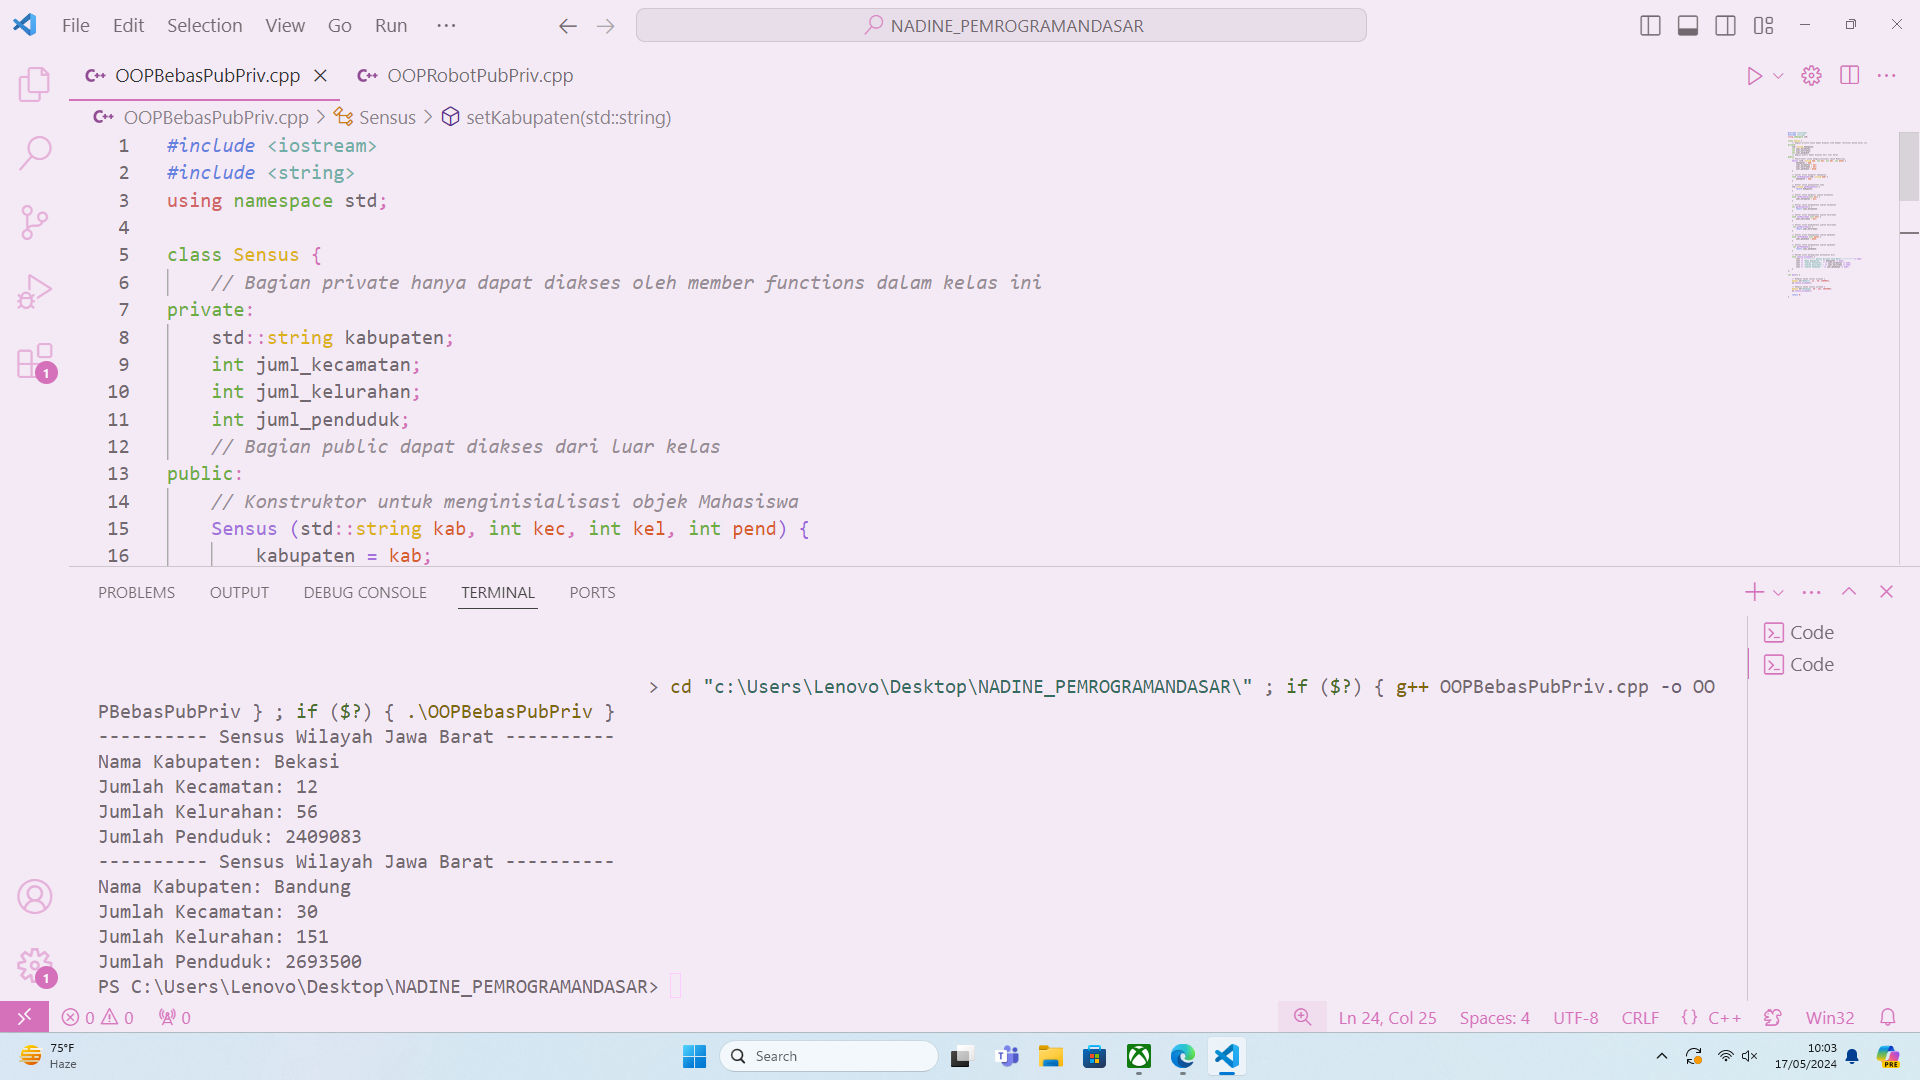 File Edit Selection View Go Run ···
NADINE_PEMROGRAMANDASAR
OOPBebasPubPriv.cpp
OOPRobotPubPriv.cpp
OOPBebasPubPriv.cpp > Sensus > setKabupaten(std::string)
1 #include <iostream>
2 #include <string>
3 using namespace std;
4
5 class Sensus {
6 // Bagian private hanya dapat diakses oleh member functions dalam kelas ini
7 private:
8 std::string kabupaten;
9 int juml_kecamatan;
10 int juml_kelurahan;
11 int juml_penduduk;
12 // Bagian public dapat diakses dari luar kelas
13 public:
14 // Konstruktor untuk menginisialisasi objek Mahasiswa
15 Sensus (std::string kab, int kec, int kel, int pend) {
16 kabupaten = kab;
1
PROBLEMS OUTPUT DEBUG CONSOLE TERMINAL PORTS
Code
Code
> cd "c:\Users\Lenovo\Desktop\NADINE_PEMROGRAMANDASAR\" ; if ($?) { g++ OOPBebasPubPriv.cpp -o OO
PBebasPubPriv } ; if ($?) { .\OOPBebasPubPriv }
---------- Sensus Wilayah Jawa Barat ----------
Nama Kabupaten: Bekasi
Jumlah Kecamatan: 12
Jumlah Kelurahan: 56
Jumlah Penduduk: 2409083
---------- Sensus Wilayah Jawa Barat ----------
Nama Kabupaten: Bandung
Jumlah Kecamatan: 30
Jumlah Kelurahan: 151
Jumlah Penduduk: 2693500
PS C:\Users\Lenovo\Desktop\NADINE_PEMROGRAMANDASAR>
1
0 0 0
Ln 24, Col 25 Spaces: 4 UTF-8 CRLF {} C++ Win32
75°F
Haze
Search
10:03
17/05/2024
PRE